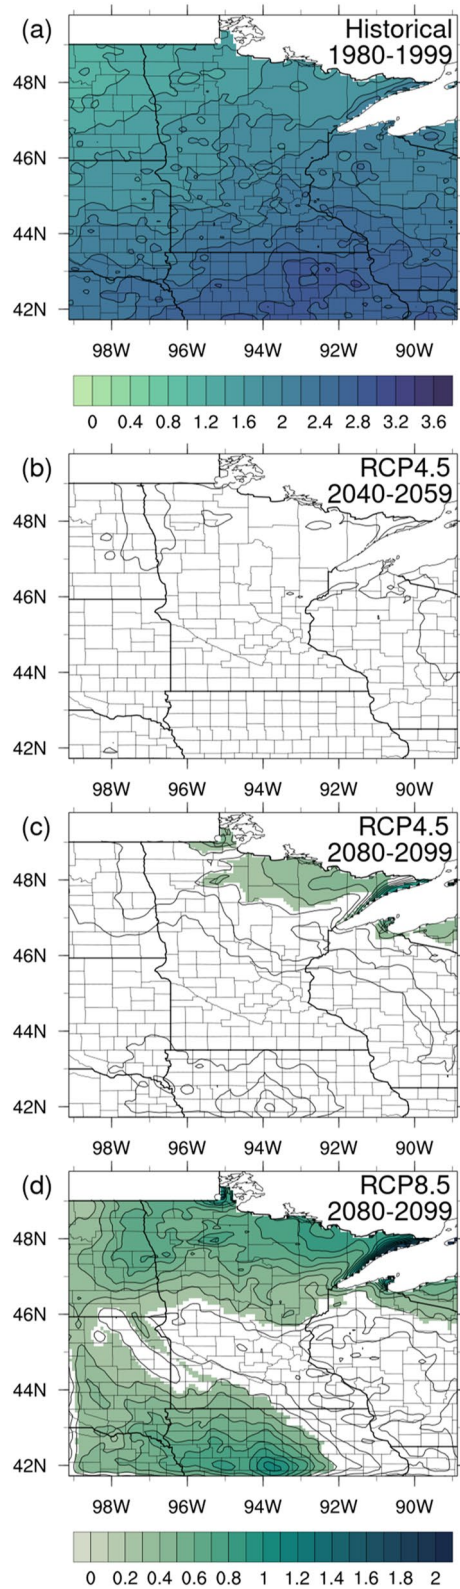 (a)
Historical
1980-1999
48N
46N
44N
42N
98W 96W 94W 92W 90W
0 0.4 0.8 1.2 1.6 2 2.4 2.8 3.2 3.6
(b)
RCP4.5
2040-2059
48N
46N
44N
42N
98W 96W 94W 92W 90W
(c)
RCP4.5
2080-2099
48N
46N
44N
42N
98W 96W 94W 92W 90W
(d)
RCP8.5
2080-2099
48N
46N
44N
42N
98W 96W 94W 92W 90W
0 0.2 0.4 0.6 0.8 1 1.2 1.4 1.6 1.8 2